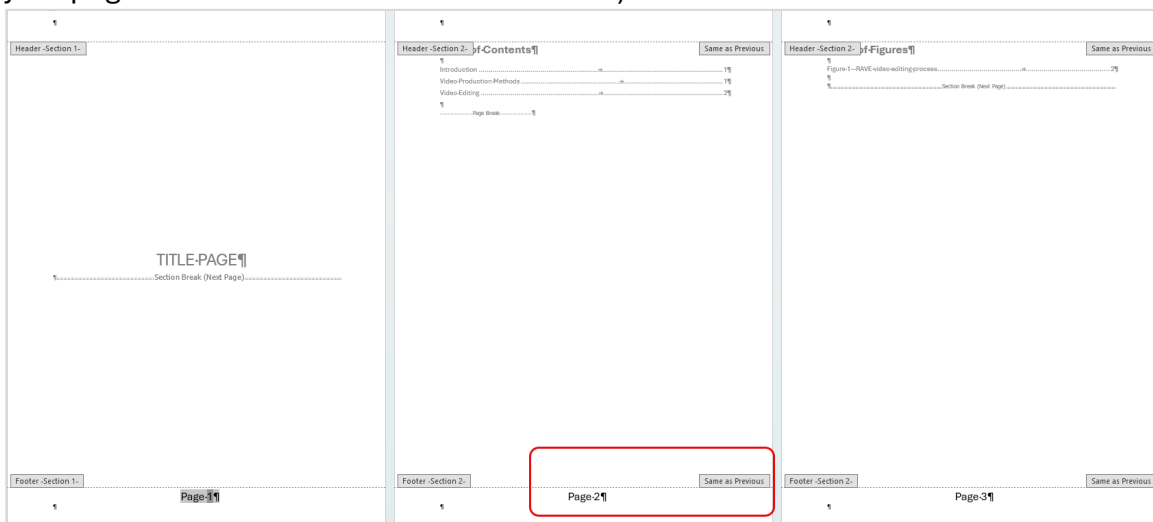 ¶ ¶ ¶
Header -Section 1- Header -Section 2- of·Contents¶ Same as Previous Header -Section 2- of·Figures¶ Same as Previous
¶ ¶
Introduction 1¶ Figure·1·–·RAVE·video·editing·process 2¶
Video·Production·Methods 1¶ ¶
Video·Editing 2¶ ¶ Section Break (Next Page)
¶
Page Break ¶
TITLE·PAGE¶
¶ Section Break (Next Page)
Footer -Section 1- Footer -Section 2- Same as Previous Footer -Section 2- Same as Previous
Page·1¶ Page·2¶ Page·3¶
¶ ¶ ¶